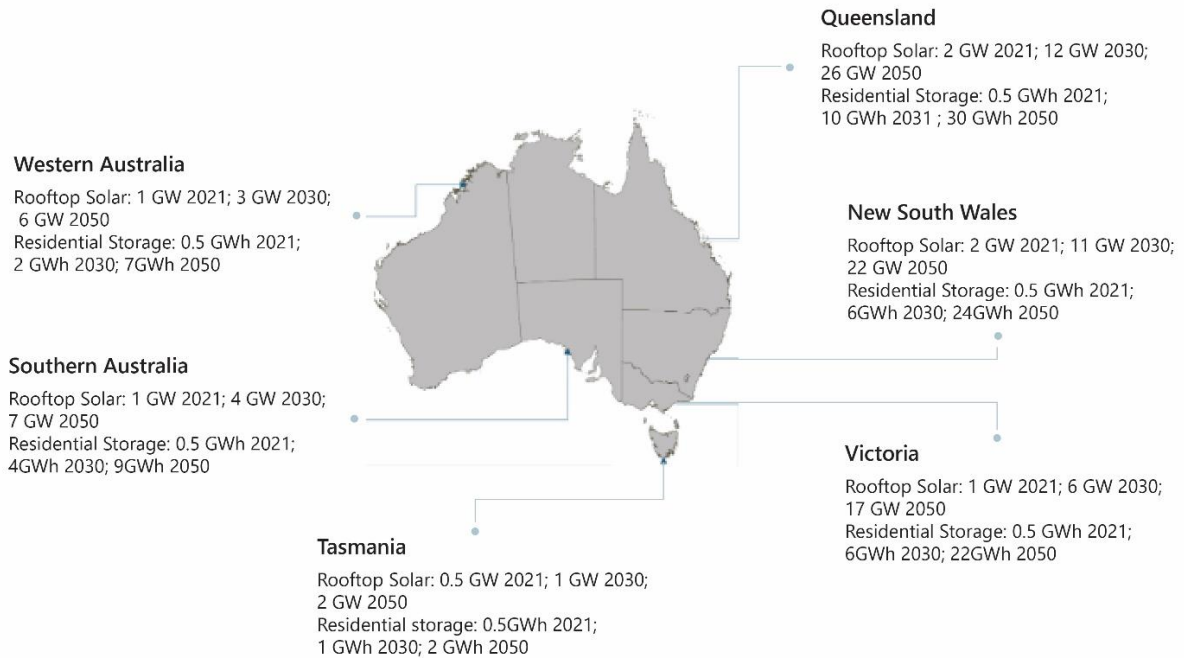 Queensland
Rooftop Solar: 2 GW 2021; 12 GW 2030;
26 GW 2050
Residential Storage: 0.5 GWh 2021;
10 GWh 2031 ; 30 GWh 2050
Western Australia
Rooftop Solar: 1 GW 2021; 3 GW 2030;
6 GW 2050
Residential Storage: 0.5 GWh 2021;
2 GWh 2030; 7GWh 2050
New South Wales
Rooftop Solar: 2 GW 2021; 11 GW 2030;
22 GW 2050
Residential Storage: 0.5 GWh 2021;
6GWh 2030; 24GWh 2050
Southern Australia
Rooftop Solar: 1 GW 2021; 4 GW 2030;
7 GW 2050
Residential Storage: 0.5 GWh 2021;
4GWh 2030; 9GWh 2050
Victoria
Rooftop Solar: 1 GW 2021; 6 GW 2030;
17 GW 2050
Residential Storage: 0.5 GWh 2021;
6GWh 2030; 22GWh 2050
Tasmania
Rooftop Solar: 0.5 GW 2021; 1 GW 2030;
2 GW 2050
Residential storage: 0.5GWh 2021;
1 GWh 2030; 2 GWh 2050